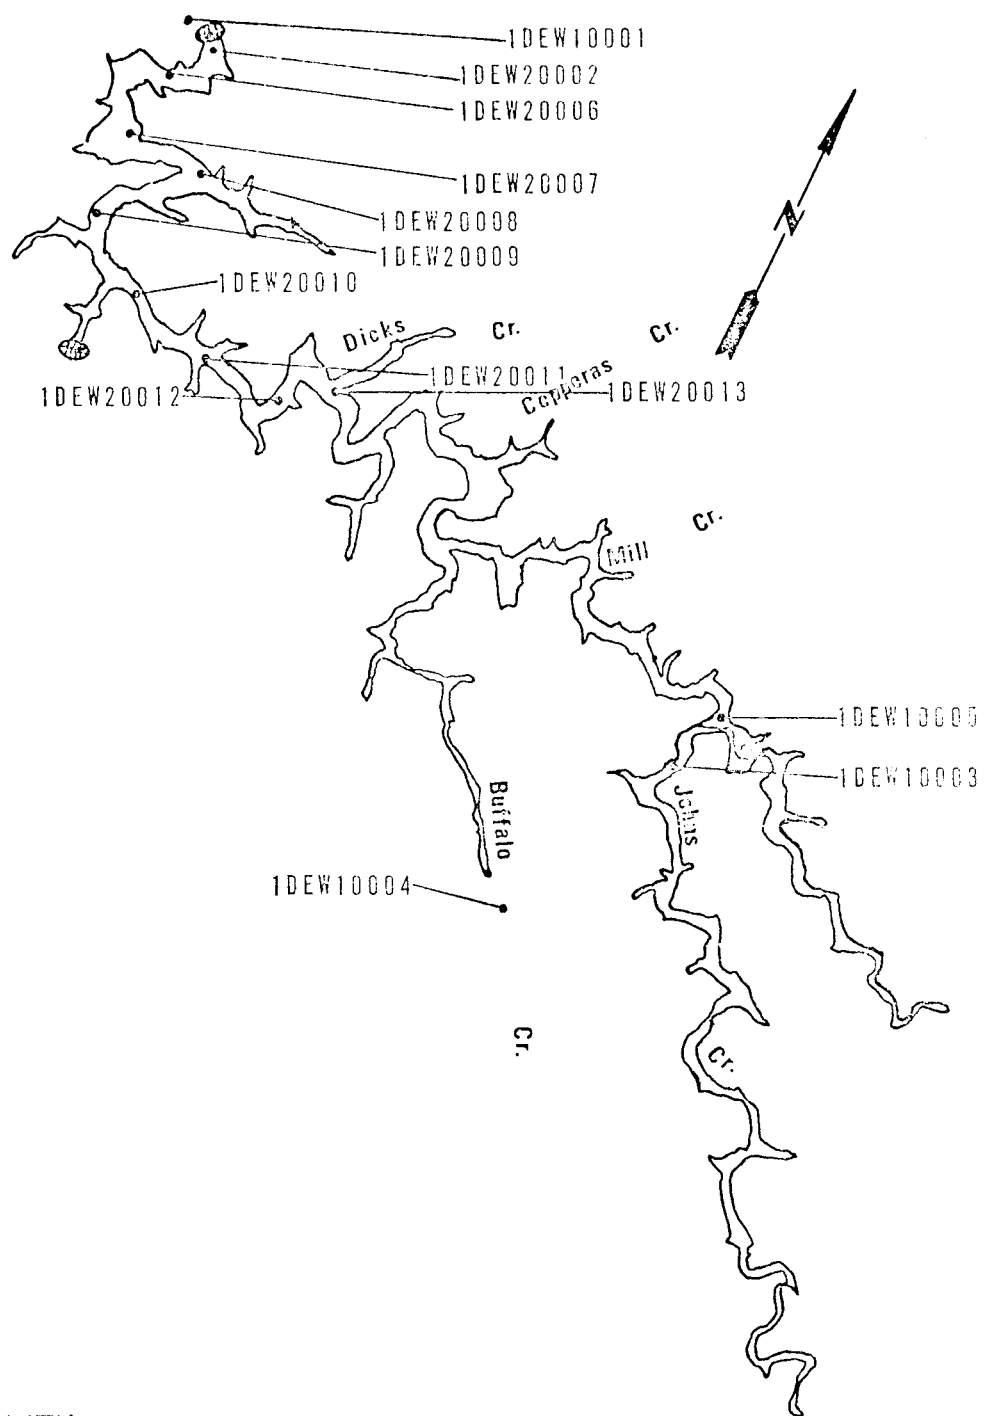 1DEW10001
1DEW20002
1DEW20006
1DEW20007
1DEW20008
1DEW20009
1DEW20010
N
Dicks Cr.
1DEW20011
1DEW20012
1DEW20013
Copperas Cr.
Mill Cr.
1DEW10005
1DEW10003
Johns Cr.
Buffalo Cr.
1DEW10004